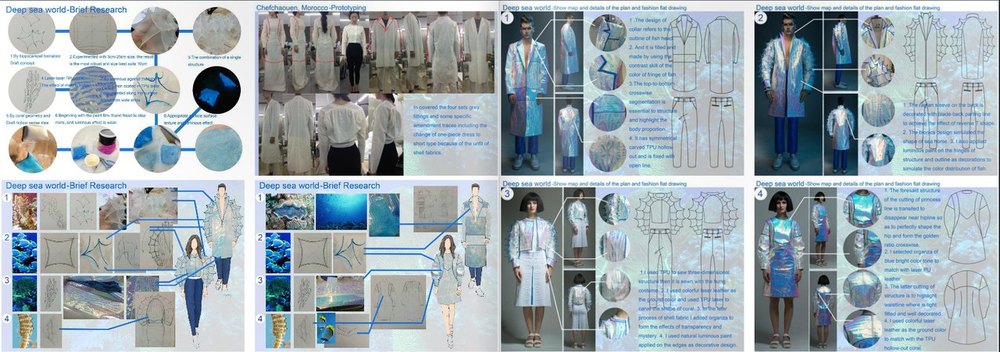 Deep sea world-Brief Research
1:By hippocampal formation
Draft concept
2:Experimented with 5cm-25cm size, the result
is the most robust and size best suits 10cm
3:The combination of a single
structure.
4:Laser laser TPU
The effect of
luminous against the
coated in TPU table
along the surface
5:By coral geometry and
Draft hollow sense idea
6:Beginning with the paint film, found Need to step
more, and luminous effect is weak
8:Appropriate surface
texture luminous effect.
Chefchaouen, Morocco-Prototyping
In covered the four sets grey
fittings and some specific
amendment traces including the
change of one-piece dress to
short type because of the unfit of
shell fabrics.
Deep sea world-Show map and details of the plan and fashion flat drawing
1
1 .The design of
collar refers to the
outline of fish head.
2. And it is filled and
made by using the
contrast skill of the
color of fringe of fish.
3.The top-to-bottom
crosswise
segmentation is
essential to structure
and highlight the
body proportion.
4. It has symmetrical
carved TPU hollow
out and is fixed with
open line.
Deep sea world-Show map and details of the plan and fashion flat drawing
2
JZ
1 .The raglan sleeve on the back is
decorated with blade-back parting line
to achieve the effect of reverse T-shape.
2. The bionics design simulated the
shape of sea horse. 3. I also applied
luminous paint on the fringes of
structure and outline as decorations to
simulate the color distribution of fish.
Deep sea world-Brief Research
1
2
3
4
Deep sea world-Brief Research
1
2
3
4
Deep sea world-Show map and details of the plan and fashion flat drawing
3
1.I used TPU to sew three-dimensional
structure then it is sewn with the hung
costume. 2. I used colorful laser leather as
the ground color and used TPU laser to
carve the shape of coral. 3. In the later
process of shell fabric I added organza to
form the effects of transparency and
mystery. 4. I used natural luminous paint
applied on the edges as decorative design.
Deep sea world-Show map and details of the plan and fashion flat drawing
4
1. The foresaid structure
of the cutting of princess
line is transited to
disappear near hipline so
as to perfectly shape the
hip and form the golden
ratio crosswise.
2. I selected organza of
blue bright color tone to
match with laser PU
leather
3. The latter cutting of
structure is to highlight
waistline where is tight
fitted and well decorated.
4. I used colorful laser
leather as the ground color
to match with the TPU
hollow-out coral.